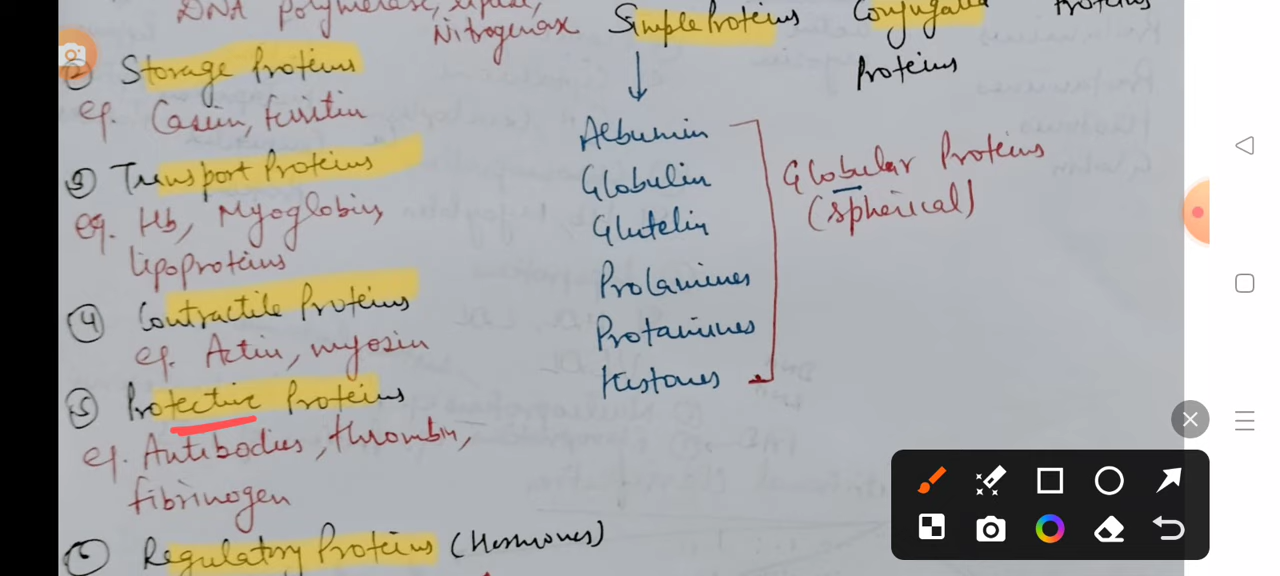 DNA polymerase, lipase,
Nitrogenase
② Storage Proteins
eg. Casein, ferritin
③ Transport Proteins
eg. Hb, Myoglobin,
lipoproteins
④ Contractile Proteins
eg. Actin, myosin
⑤ Protective Proteins
eg. Antibodies, thrombin,
fibrinogen
⑥ Regulatory Proteins (Hormones)
Simple Proteins
Albumin
Globulin
Glutelin
Prolamines
Protamines
Histones
Globular Proteins
(spherical)
Conjugated
Proteins
Proteins